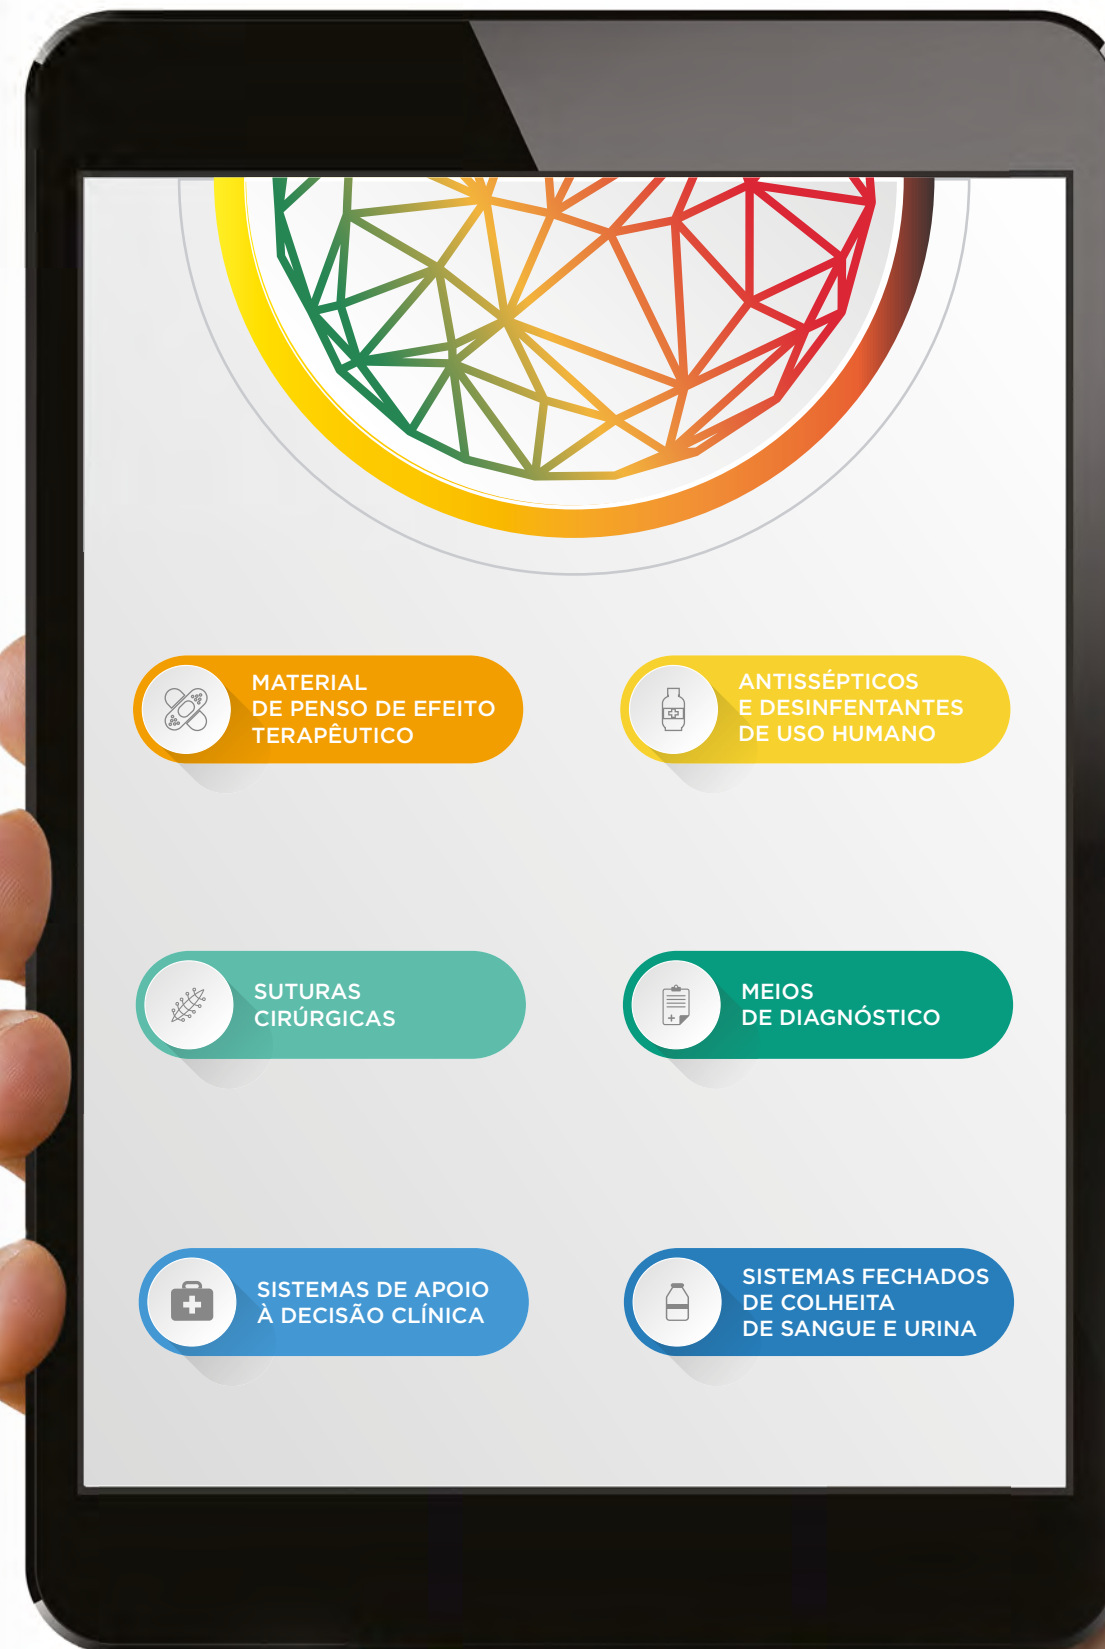 MATERIAL
DE PENSO DE EFEITO
TERAPÊUTICO
ANTISSÉPTICOS
E DESINFENTANTES
DE USO HUMANO
SUTURAS
CIRÚRGICAS
MEIOS
DE DIAGNÓSTICO
SISTEMAS DE APOIO
À DECISÃO CLÍNICA
SISTEMAS FECHADOS
DE COLHEITA
DE SANGUE E URINA